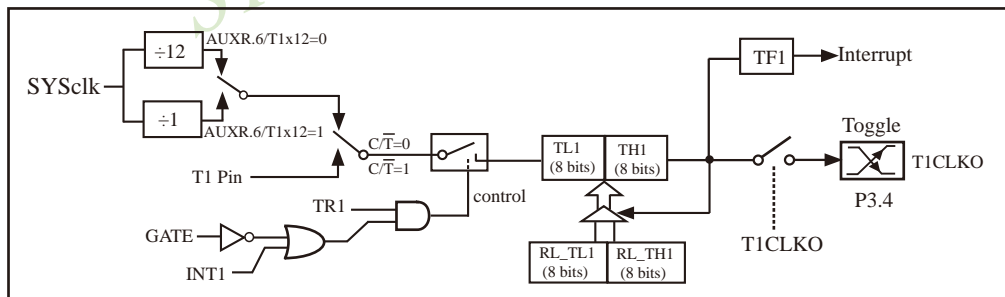 ÷12
AUXR.6/T1x12=0
SYSclk
÷1
AUXR.6/T1x12=1
T1 Pin
C/T̅=0
C/T̅=1
control
TR1
GATE
INT1
TL1
(8 bits)
TH1
(8 bits)
RL_TL1
(8 bits)
RL_TH1
(8 bits)
TF1
Interrupt
Toggle
T1CLKO
P3.4
T1CLKO